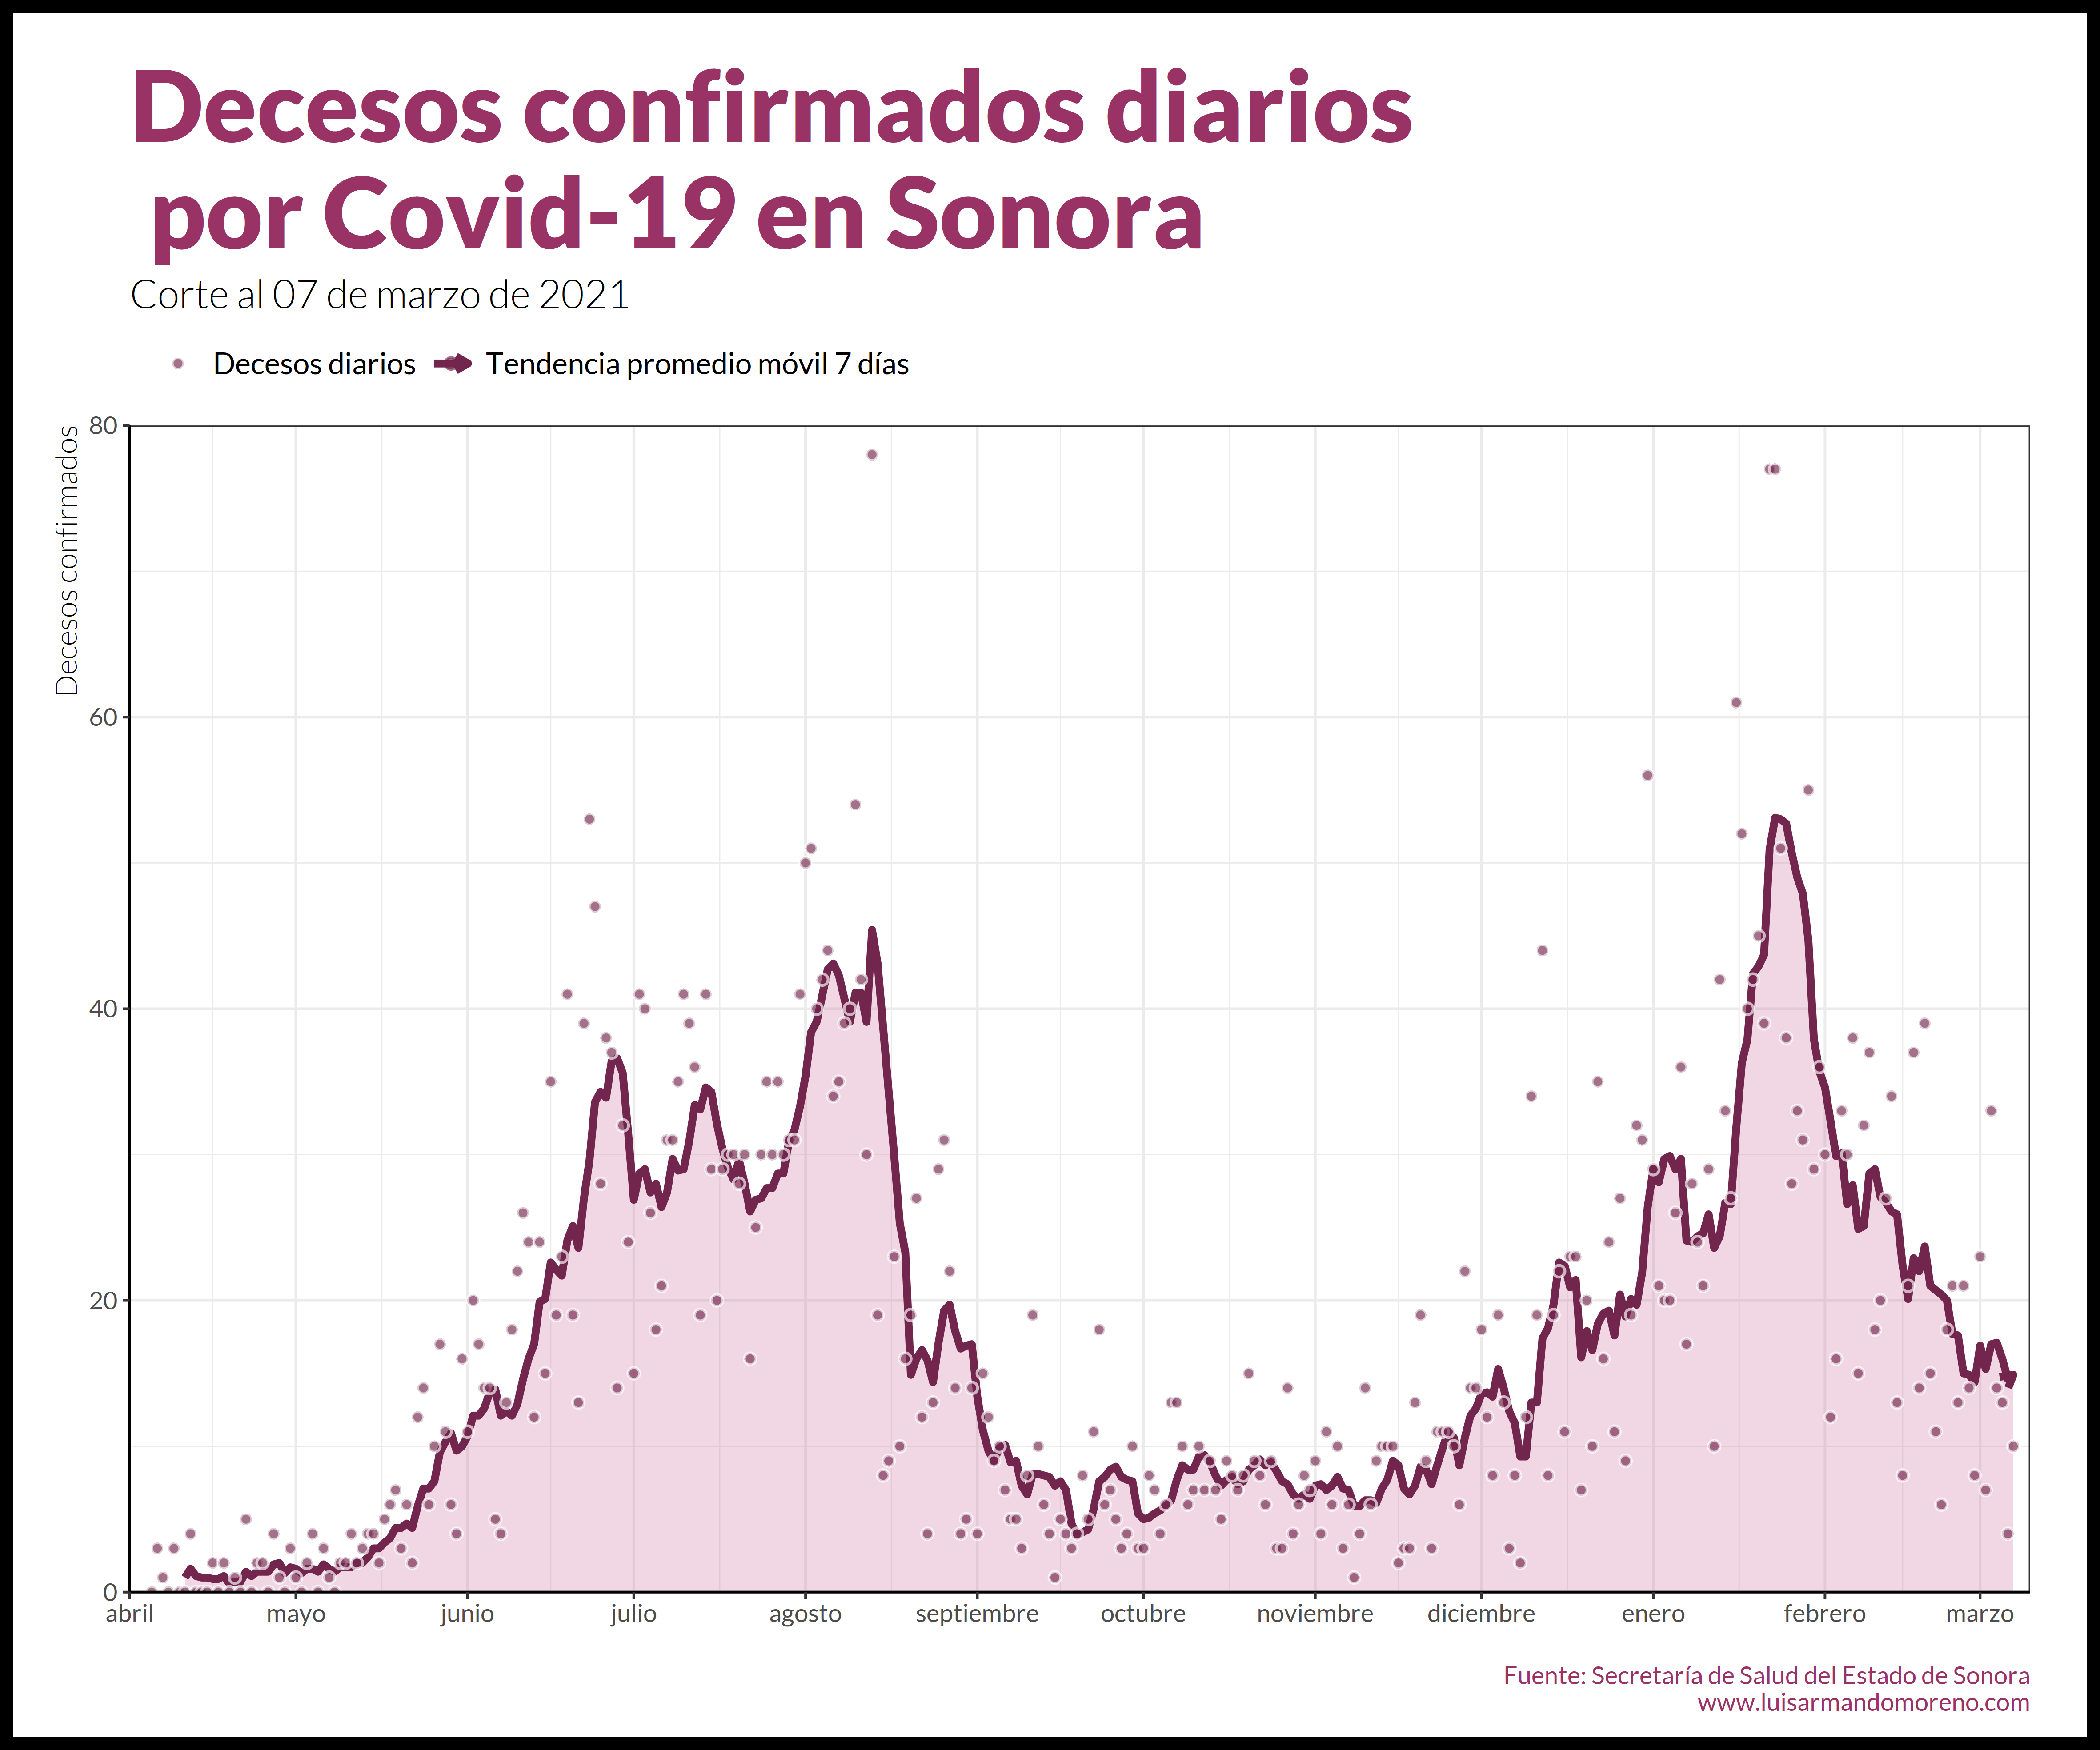 Decesos confirmados diarios
por Covid-19 en Sonora
Corte al 07 de marzo de 2021
Decesos diarios Tendencia promedio móvil 7 días
Decesos confirmados
80
60
40
20
0
abril mayo junio julio agosto septiembre octubre noviembre diciembre enero febrero marzo
Fuente: Secretaría de Salud del Estado de Sonora
www.luisarmandomoreno.com